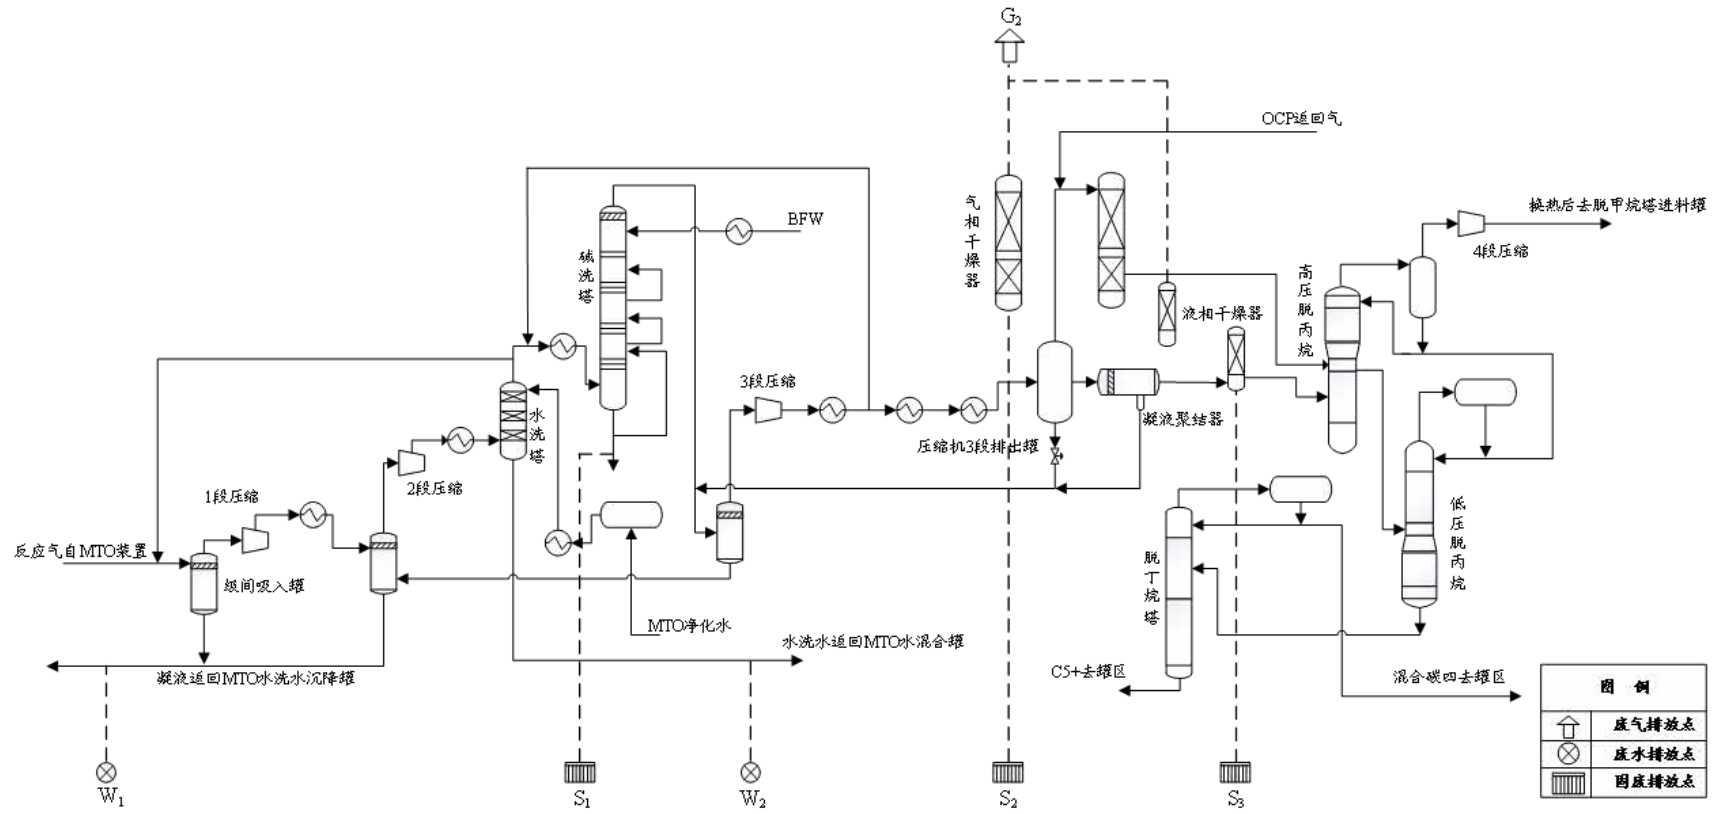 G₂
OCP返回气
换热后去脱甲烷塔进料罐
4段压缩
气相干燥器
BFW
碱洗塔
高压脱丙烷
液相干燥器
3段压缩
凝液聚结器
压缩机3段排出罐
水洗塔
2段压缩
1段压缩
低压脱丙烷
反应气自MTO装置
级间吸入罐
脱丁烷塔
MTO净化水
水洗水返回MTO水混合罐
C5+去罐区
混合碳四去罐区
凝液返回MTO水洗水沉降罐
图 例
废气排放点
废水排放点
固废排放点
W₁
S₁
W₂
S₂
S₃